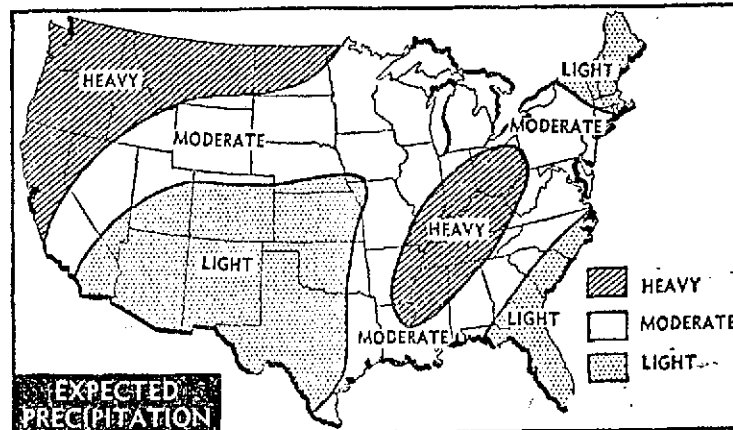 LIGHT
HEAVY
MODERATE
MODERATE
HEAVY
LIGHT
HEAVY
MODERATE
LIGHT
MODERATE
LIGHT
EXPECTED
PRECIPITATION